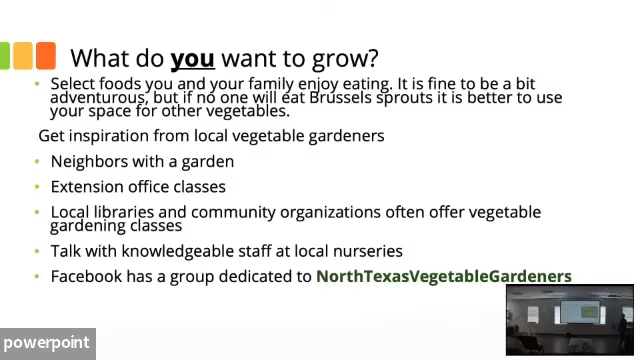 What do you want to grow?
• Select foods you and your family enjoy eating. It is fine to be a bit
adventurous, but if no one will eat Brussels sprouts it is better to use
your space for other vegetables.
Get inspiration from local vegetable gardeners
• Neighbors with a garden
• Extension office classes
• Local libraries and community organizations often offer vegetable
gardening classes
• Talk with knowledgeable staff at local nurseries
• Facebook has a group dedicated to NorthTexasVegetableGardeners
powerpoint